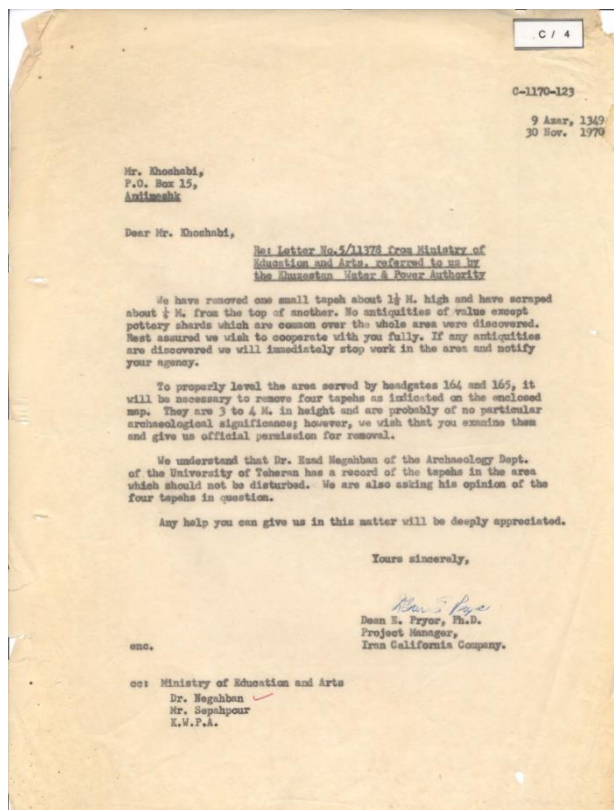 C / 4
C-1170-123
9 Azar, 1349
30 Nov. 1970
Mr. Khoshabi,
P.O. Box 15,
Andimeshk
Dear Mr. Khoshabi,
Re: Letter No.5/11378 from Ministry of
Education and Arts, referred to us by
the Khuzestan Water & Power Authority
We have removed one small tapeh about 1½ M. high and have scraped
about ½ M. from the top of another. No antiquities of value except
pottery shards which are common over the whole area were discovered.
Rest assured we wish to cooperate with you fully. If any antiquities
are discovered we will immediately stop work in the area and notify
your agency.
To properly level the area served by headgates 164 and 165, it
will be necessary to remove four tapehs as indicated on the enclosed
map. They are 3 to 4 M. in height and are probably of no particular
archaeological significance; however, we wish that you examine them
and give us official permission for removal.
We understand that Dr. Ezad Negahban of the Archaeology Dept.
of the University of Teheran has a record of the tapehs in the area
which should not be disturbed. We are also asking his opinion of the
four tapehs in question.
Any help you can give us in this matter will be deeply appreciated.
Yours sincerely,
Dean E. Pryor, Ph.D.
Project Manager,
Iran California Company.
enc.
cc: Ministry of Education and Arts
Dr. Negahban
Mr. Sepahpour
K.W.P.A.